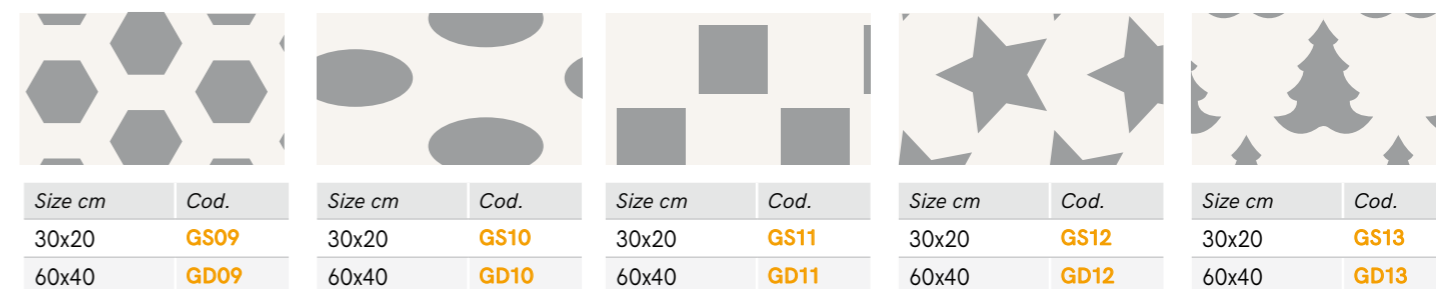 Size cm Cod. Size cm Cod. Size cm Cod. Size cm Cod. Size cm Cod.
30x20 GS09 30x20 GS10 30x20 GS11 30x20 GS12 30x20 GS13
60x40 GD09 60x40 GD10 60x40 GD11 60x40 GD12 60x40 GD13